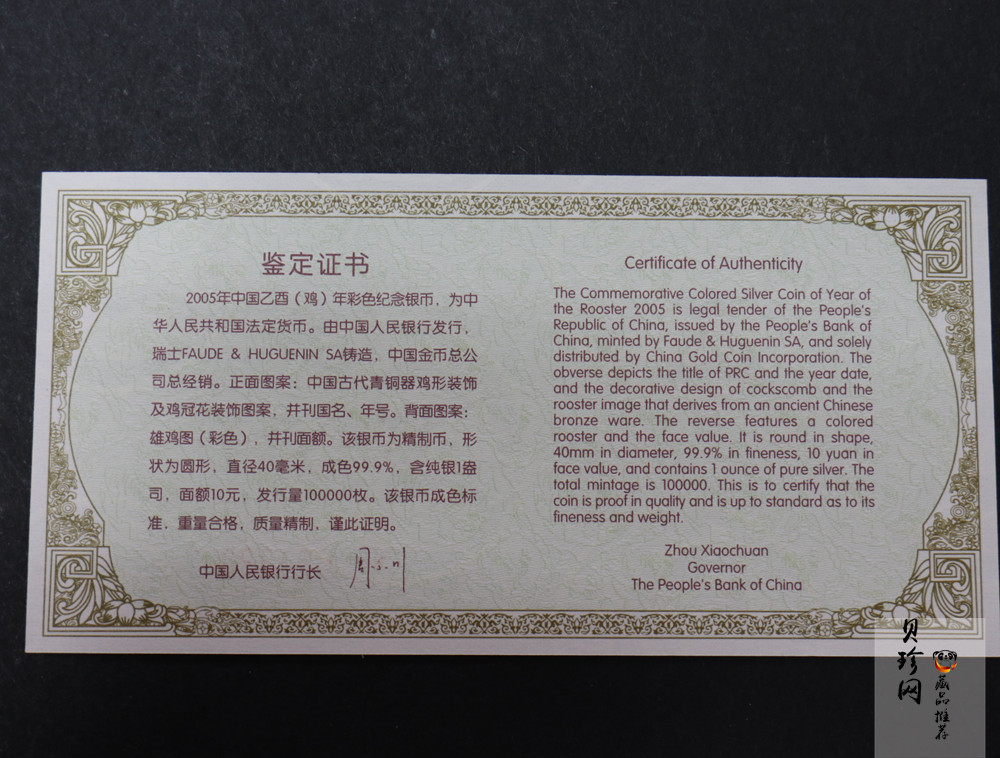 鉴定证书
2005年中国乙酉（鸡）年彩色纪念银币，为中
华人民共和国法定货币。由中国人民银行发行，
瑞士FAUDE & HUGUENIN SA铸造，中国金币总公
司总经销。正面图案：中国古代青铜器鸡形装饰
及鸡冠花装饰图案，并刊国名、年号。背面图案：
雄鸡图（彩色），并刊面额。该银币为精制币，形
状为圆形，直径40毫米，成色99.9%，含纯银1盎
司，面额10元，发行量100000枚。该银币成色标
准，重量合格，质量精制，谨此证明。
中国人民银行行长 周小川
Certificate of Authenticity
The Commemorative Colored Silver Coin of Year of
the Rooster 2005 is legal tender of the People's
Republic of China, issued by the People's Bank of
China, minted by Faude & Huguenin SA, and solely
distributed by China Gold Coin Incorporation. The
obverse depicts the title of PRC and the year date,
and the decorative design of cockscomb and the
rooster image that derives from an ancient Chinese
bronze ware. The reverse features a colored
rooster and the face value. It is round in shape,
40mm in diameter, 99.9% in fineness, 10 yuan in
face value, and contains 1 ounce of pure silver. The
total mintage is 100000. This is to certify that the
coin is proof in quality and is up to standard as to its
fineness and weight.
Zhou Xiaochuan
Governor
The People's Bank of China
贝珍网
藏品推荐